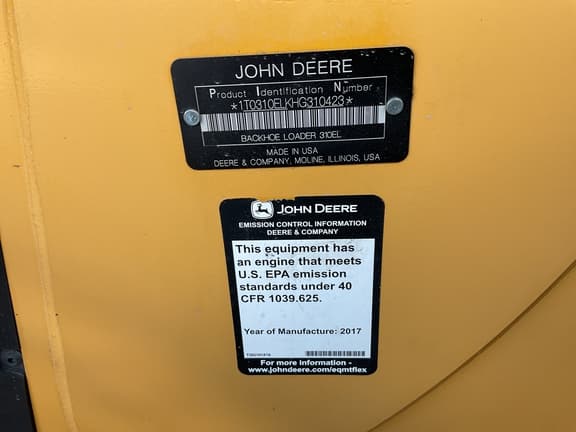 JOHN DEERE
Product Identification Number
*1T0310ELKHG310423*
BACKHOE LOADER 310EL
MADE IN USA
DEERE & COMPANY, MOLINE, ILLINOIS, USA
JOHN DEERE
EMISSION CONTROL INFORMATION
DEERE & COMPANY
This equipment has
an engine that meets
U.S. EPA emission
standards under 40
CFR 1039.625.
Year of Manufacture: 2017
For more information -
www.johndeere.com/eqmtflex